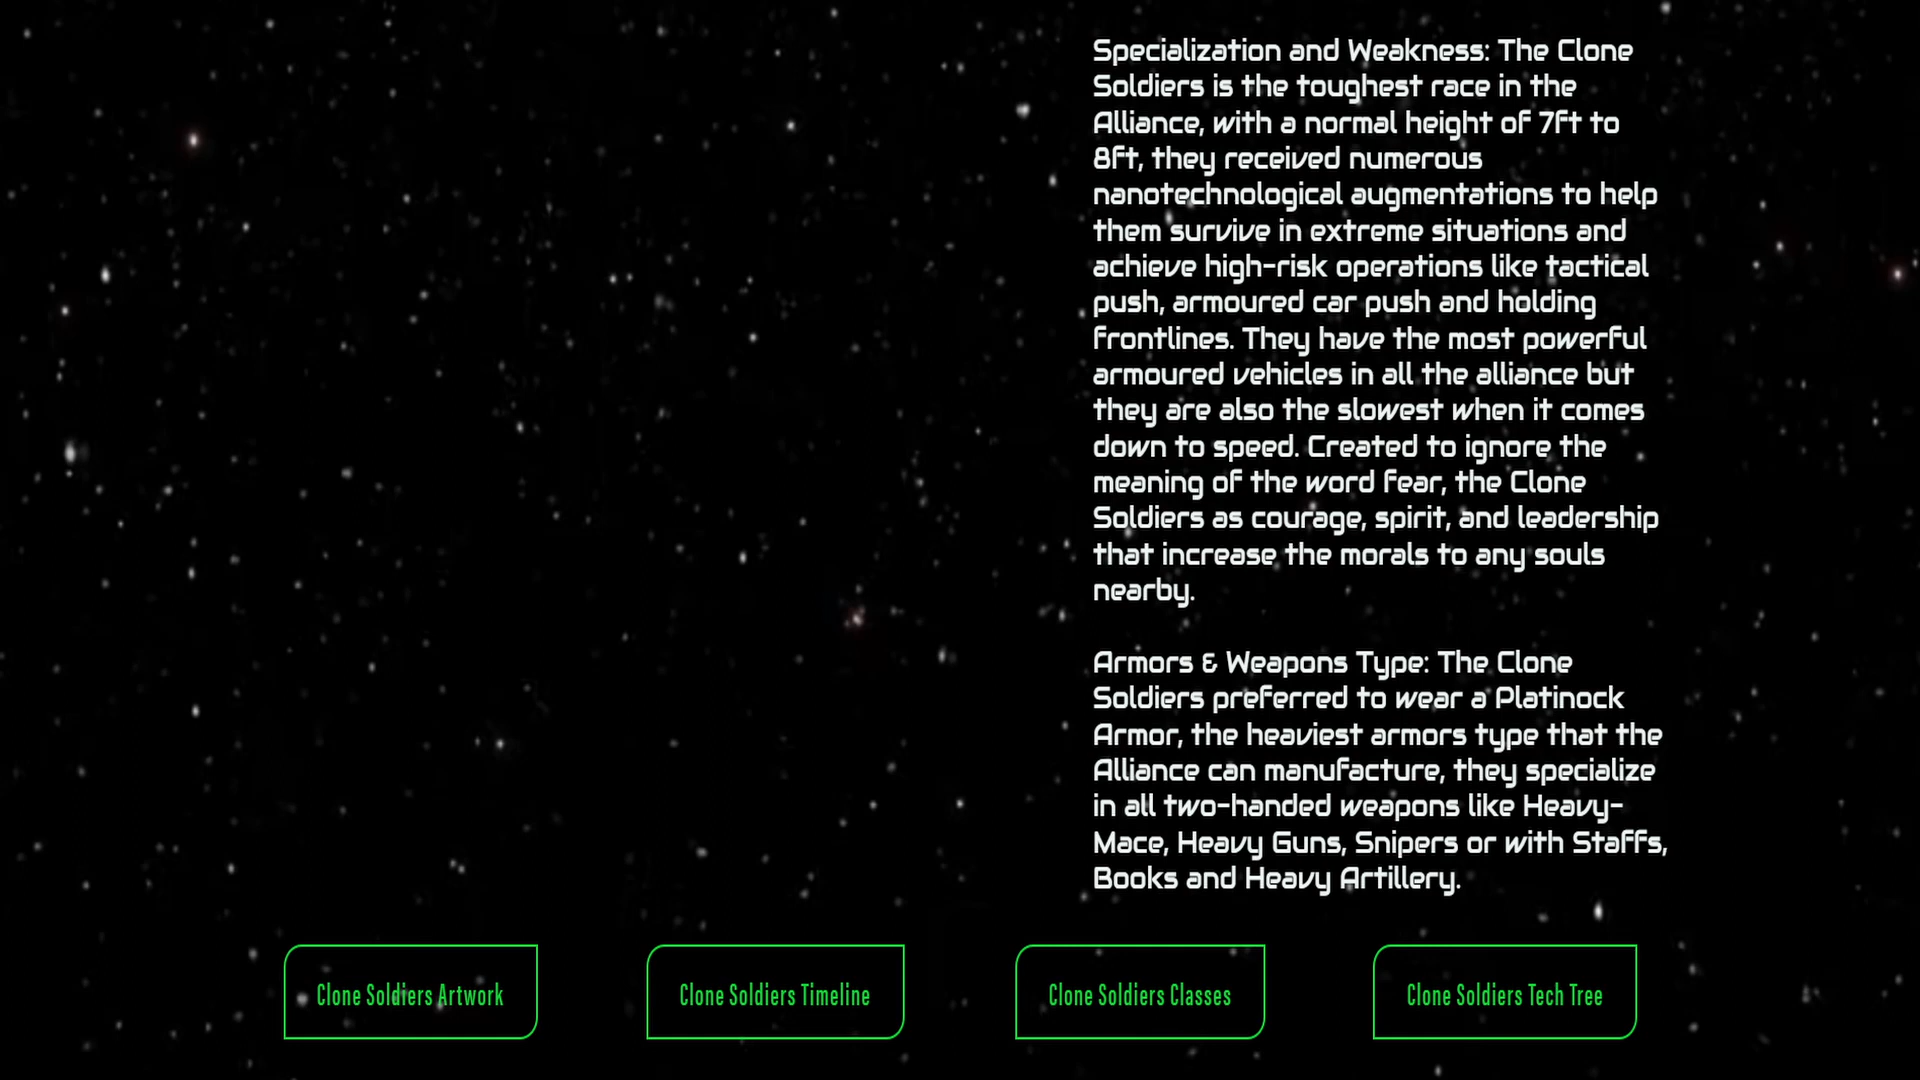 Specialization and Weakness: The Clone
Soldiers is the toughest race in the
Alliance, with a normal height of 7ft to
8ft, they received numerous
nanotechnological augmentations to help
them survive in extreme situations and
achieve high-risk operations like tactical
push, armoured car push and holding
frontlines. They have the most powerful
armoured vehicles in all the alliance but
they are also the slowest when it comes
down to speed. Created to ignore the
meaning of the word fear, the Clone
Soldiers as courage, spirit, and leadership
that increase the morals to any souls
nearby.
Armors & Weapons Type: The Clone
Soldiers preferred to wear a Platinock
Armor, the heaviest armors type that the
Alliance can manufacture, they specialize
in all two-handed weapons like Heavy-
Mace, Heavy Guns, Snipers or with Staffs,
Books and Heavy Artillery.
Clone Soldiers Artwork
Clone Soldiers Timeline
Clone Soldiers Classes
Clone Soldiers Tech Tree